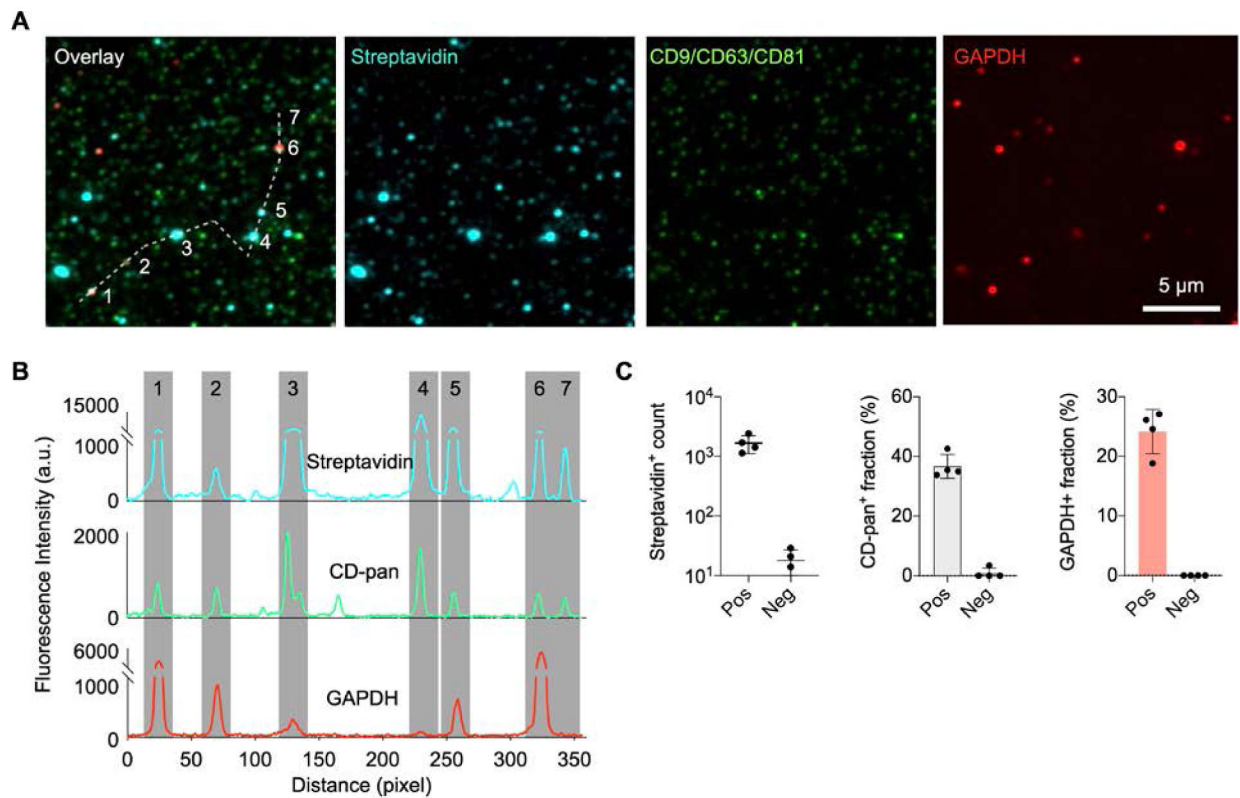 A
Overlay
Streptavidin
CD9/CD63/CD81
GAPDH
7
6
5
4
3
2
1
5 µm
B
1 2 3 4 5 6 7
15000
1000
Streptavidin
0
2000
CD-pan
0
6000
1000
GAPDH
0
Fluorescence Intensity (a.u.)
0 50 100 150 200 250 300 350
Distance (pixel)
C
Streptavidin⁺ count
10⁴
10³
10²
10¹
Pos Neg
CD-pan⁺ fraction (%)
60
40
20
0
Pos Neg
GAPDH+ fraction (%)
30
20
10
0
Pos Neg